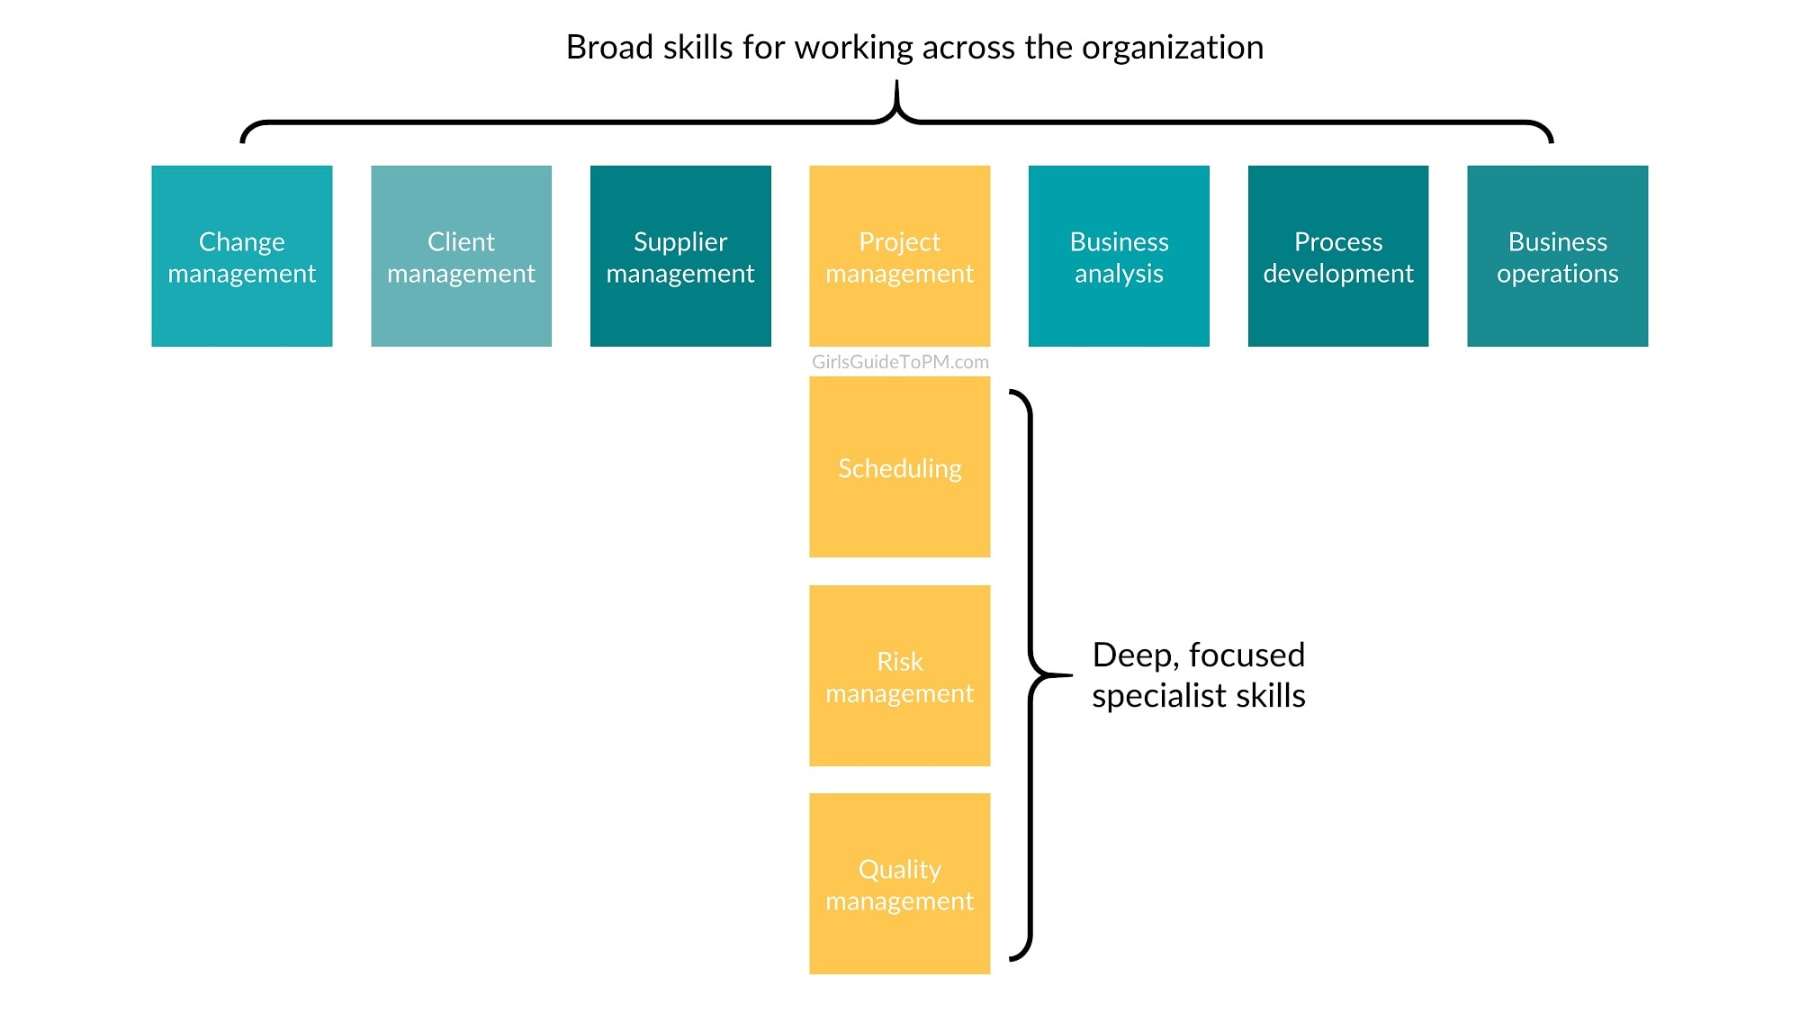 Broad skills for working across the organization
Change
management
Client
management
Supplier
management
Project
management
Business
analysis
Process
development
Business
operations
GirlsGuideToPM.com
Scheduling
Risk
management
Deep, focused
specialist skills
Quality
management